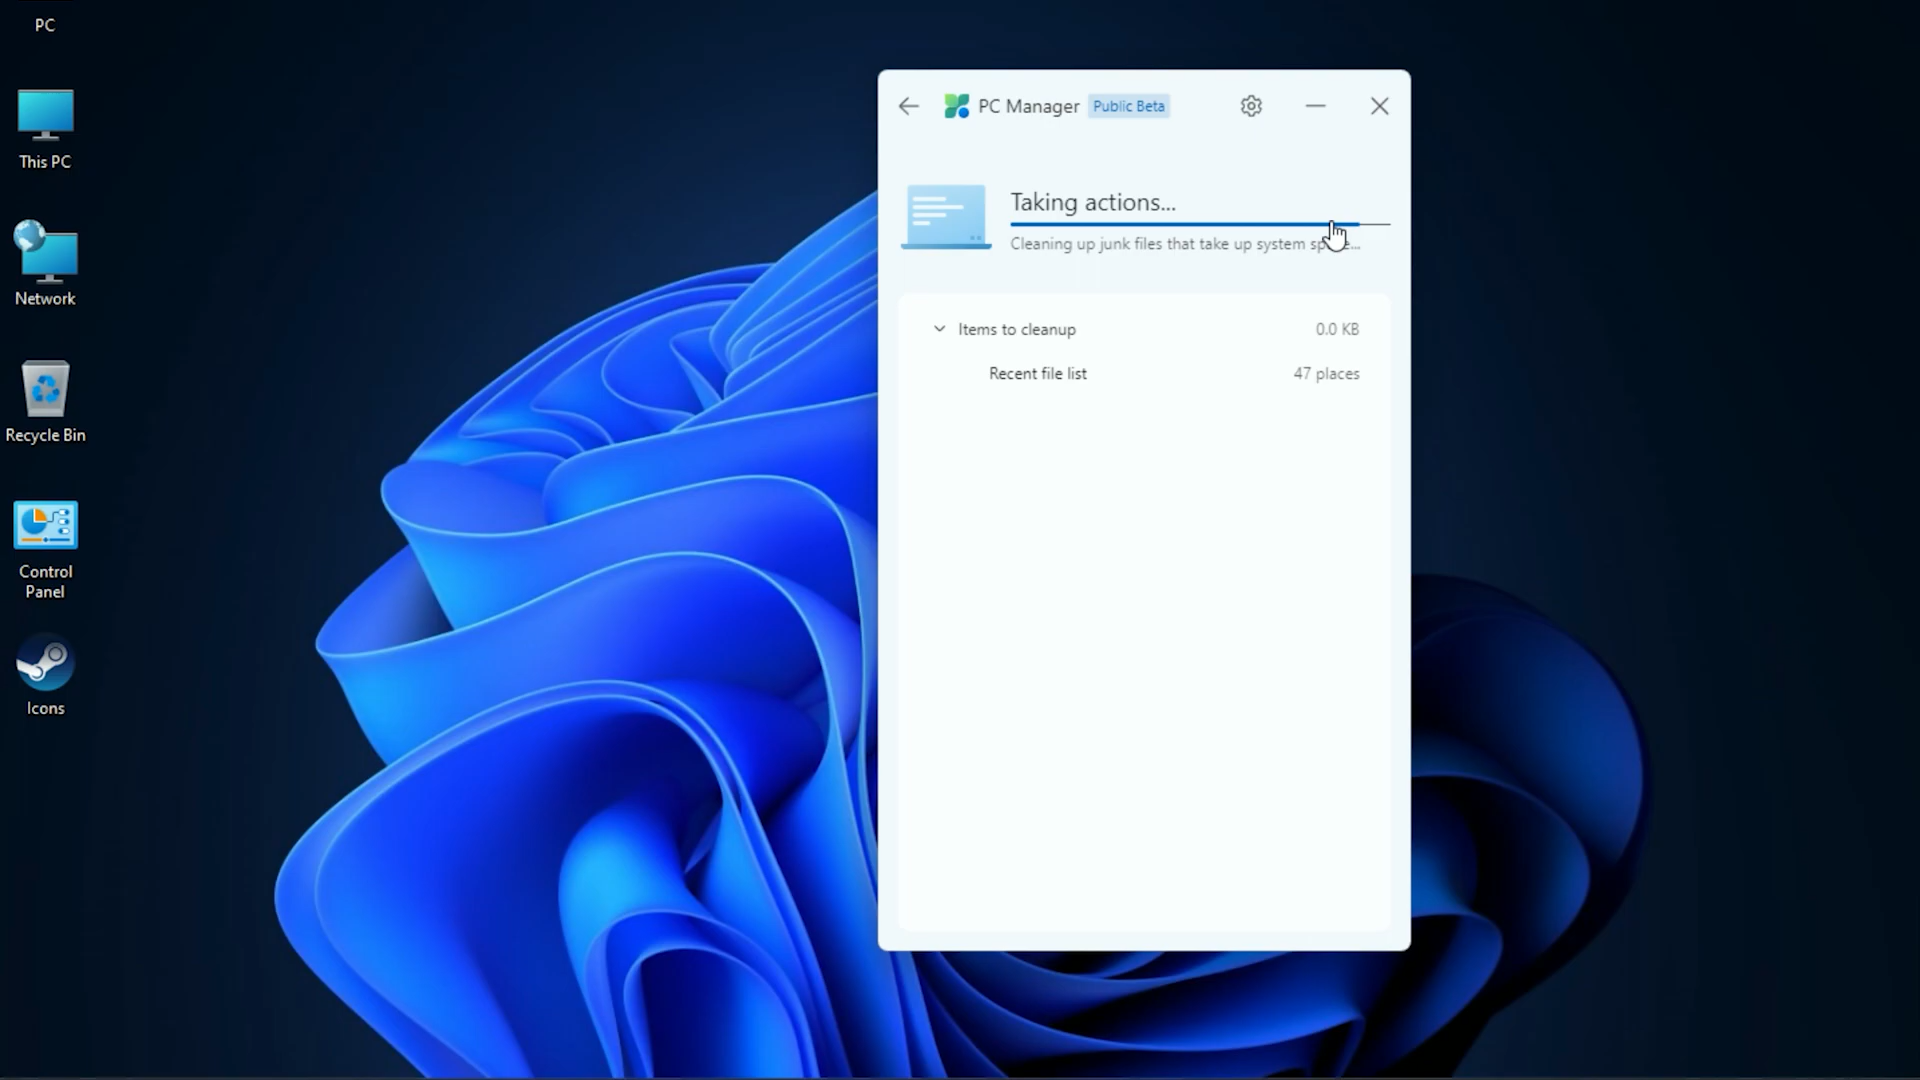 PC
This PC
Network
Recycle Bin
Control
Panel
Icons
PC Manager Public Beta
Taking actions...
Cleaning up junk files that take up system
Items to cleanup 0.0 KB
Recent file list 47 places